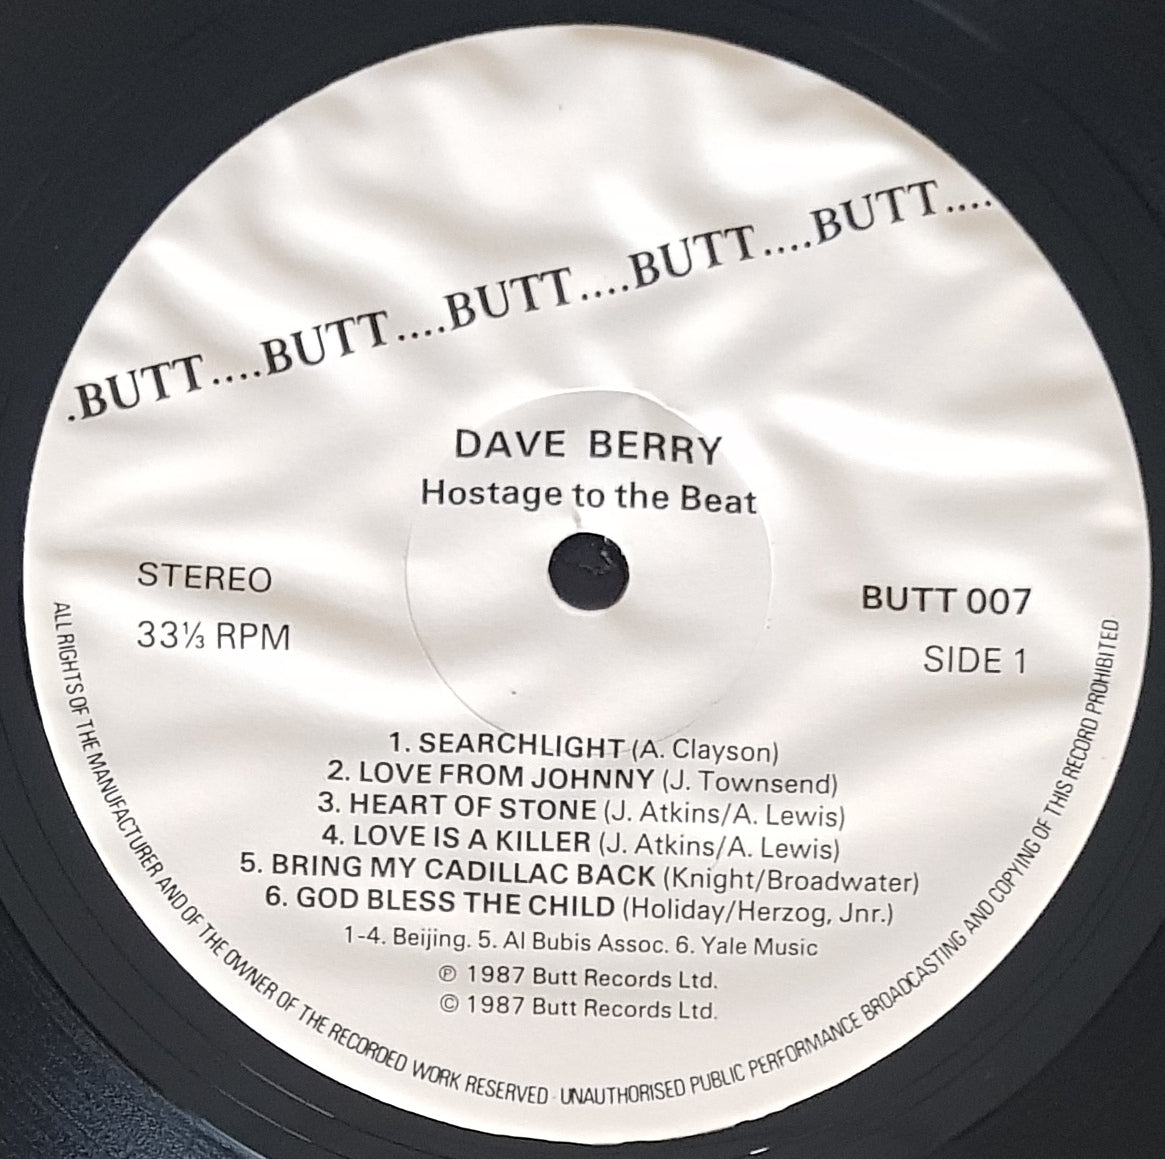 .BUTT....BUTT....BUTT....BUTT....BUTT....
DAVE BERRY
Hostage to the Beat
STEREO
33⅓ RPM
BUTT 007
SIDE 1
1. SEARCHLIGHT (A. Clayson)
2. LOVE FROM JOHNNY (J. Townsend)
3. HEART OF STONE (J. Atkins/A. Lewis)
4. LOVE IS A KILLER (J. Atkins/A. Lewis)
5. BRING MY CADILLAC BACK (Knight/Broadwater)
6. GOD BLESS THE CHILD (Holiday/Herzog, Jnr.)
1-4. Beijing. 5. Al Bubis Assoc. 6. Yale Music
℗ 1987 Butt Records Ltd.
© 1987 Butt Records Ltd.
ALL RIGHTS OF THE MANUFACTURER AND OF THE OWNER OF THE RECORDED WORK RESERVED · UNAUTHORISED PUBLIC PERFORMANCE BROADCASTING AND COPYING OF THIS RECORD PROHIBITED